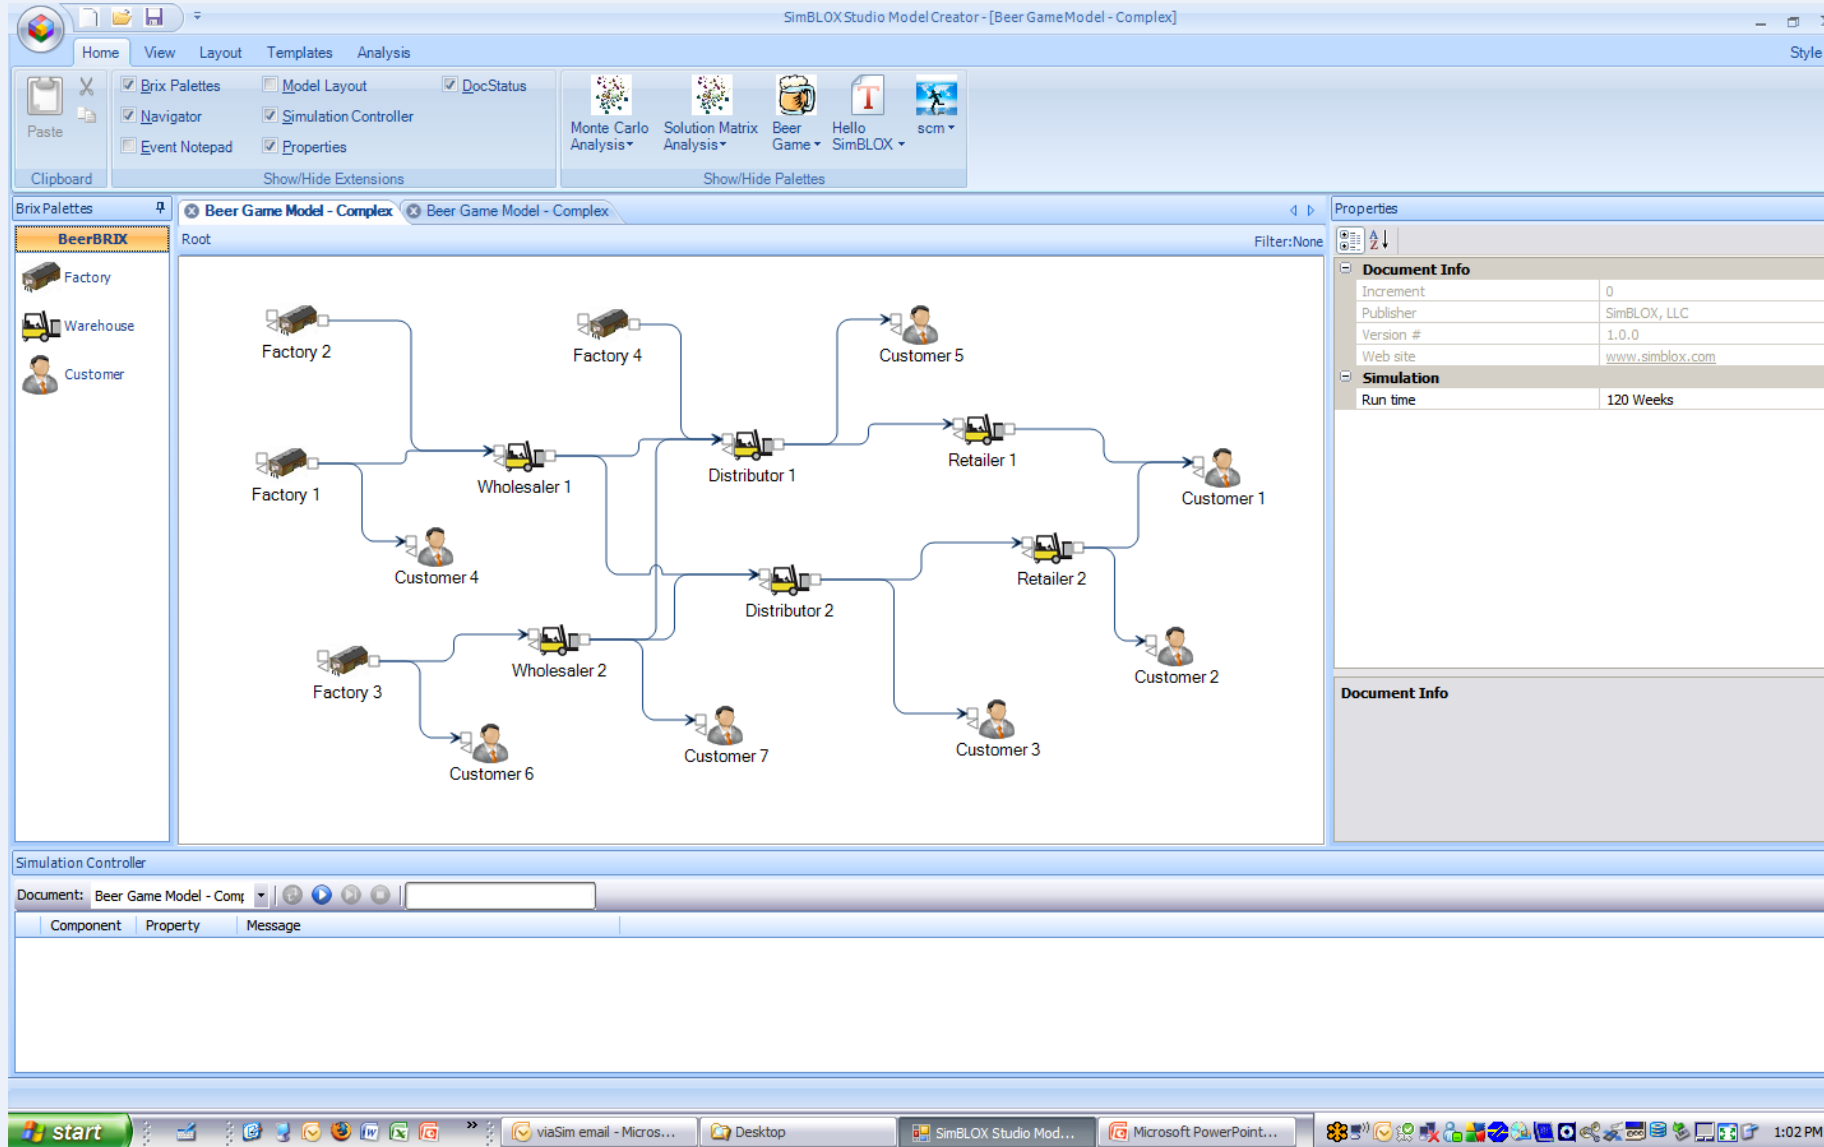 SimBLOX Studio Model Creator - [Beer Game Model - Complex]
Home View Layout Templates Analysis Style
Paste
Brix Palettes Model Layout DocStatus
Navigator Simulation Controller
Event Notepad Properties
Monte Carlo Analysis
Solution Matrix Analysis
Beer Game
Hello SimBLOX
scm
Clipboard Show/Hide Extensions Show/Hide Palettes
Brix Palettes
BeerBRIX
Factory
Warehouse
Customer
Beer Game Model - Complex Beer Game Model - Complex
Root Filter:None
Factory 2
Factory 4
Customer 5
Factory 1
Wholesaler 1
Distributor 1
Retailer 1
Customer 1
Customer 4
Distributor 2
Retailer 2
Factory 3
Wholesaler 2
Customer 2
Customer 6
Customer 7
Customer 3
Properties
Document Info
Increment 0
Publisher SimBLOX, LLC
Version # 1.0.0
Web site www.simblox.com
Simulation
Run time 120 Weeks
Document Info
Simulation Controller
Document: Beer Game Model - Comp
Component Property Message
start viaSim email - Micros... Desktop SimBLOX Studio Mod... Microsoft PowerPoint... 1:02 PM